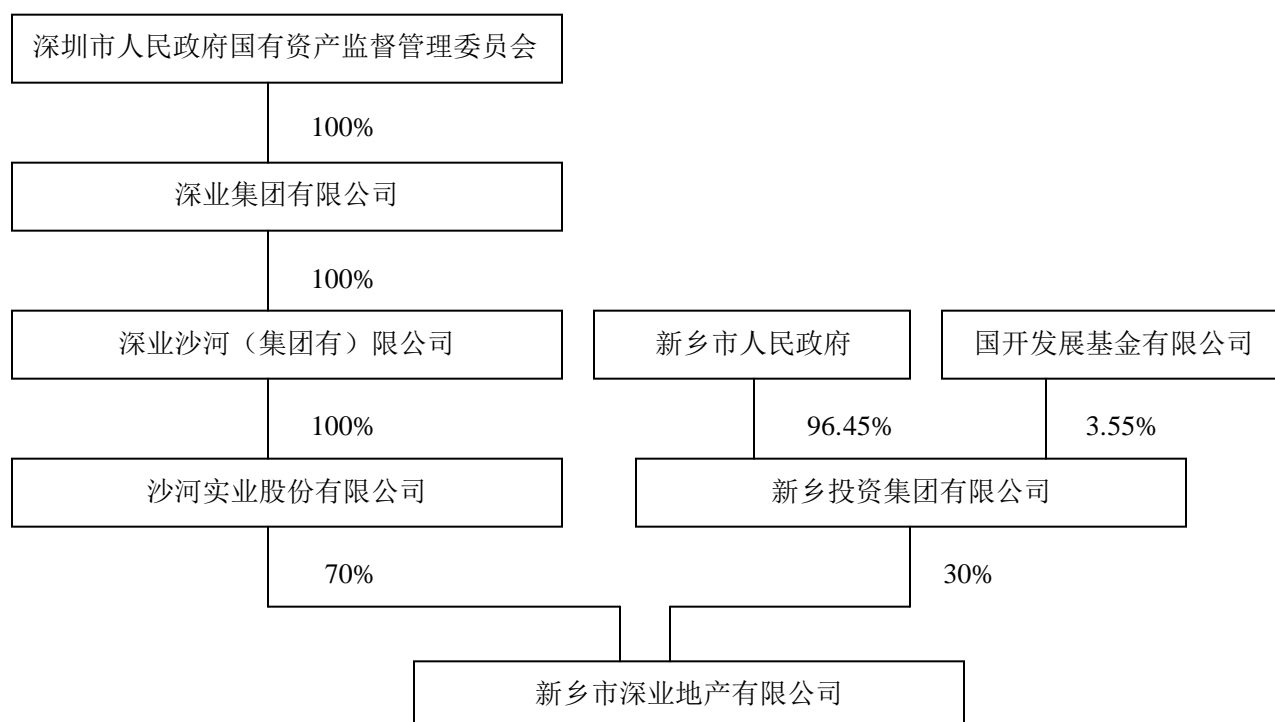 深圳市人民政府国有资产监督管理委员会
100%
深业集团有限公司
100%
深业沙河（集团有）限公司
新乡市人民政府
国开发展基金有限公司
100%
96.45%
3.55%
沙河实业股份有限公司
新乡投资集团有限公司
70%
30%
新乡市深业地产有限公司